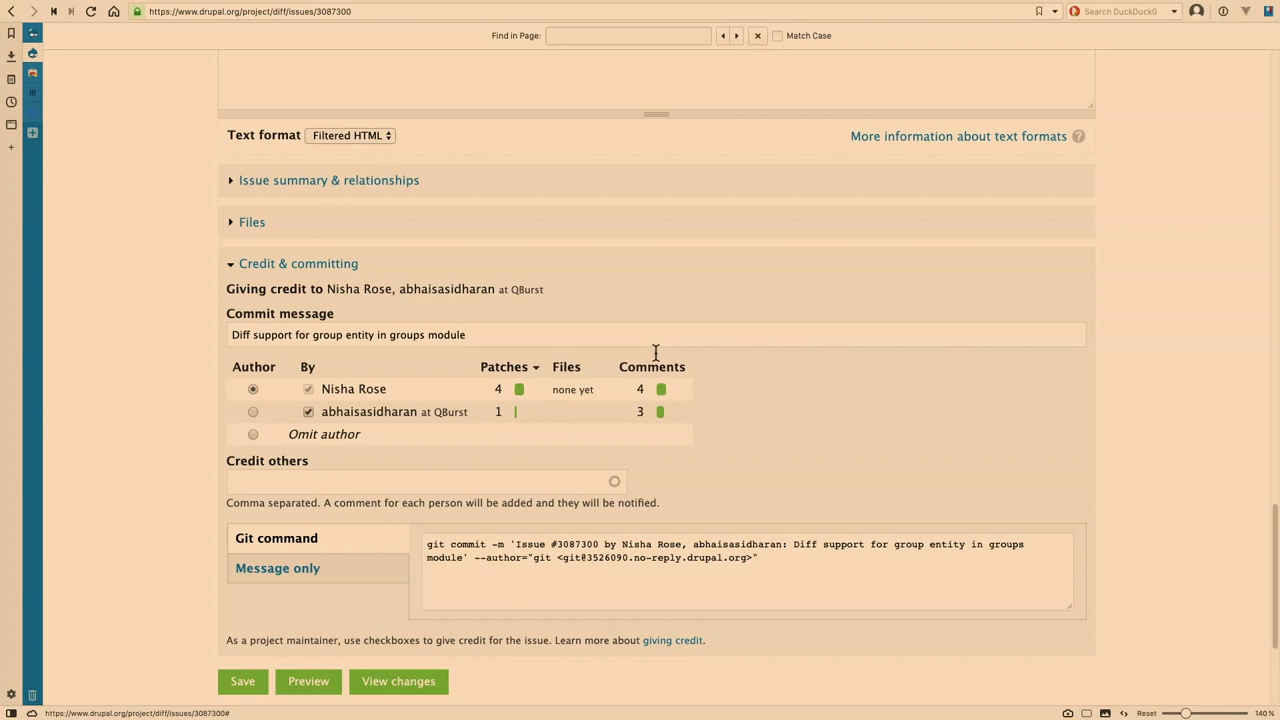 https://www.drupal.org/project/diff/issues/3087300
Search DuckDuckG
Find in Page:
Match Case
Text format Filtered HTML
More information about text formats ?
Issue summary & relationships
Files
Credit & committing
Giving credit to Nisha Rose, abhaisasidharan at QBurst
Commit message
Diff support for group entity in groups module
Author By Patches Files Comments
Nisha Rose 4 none yet 4
abhaisasidharan at QBurst 1 3
Omit author
Credit others
Comma separated. A comment for each person will be added and they will be notified.
Git command
Message only
git commit -m 'Issue #3087300 by Nisha Rose, abhaisasidharan: Diff support for group entity in groups
module' --author="git <git@3526090.no-reply.drupal.org>"
As a project maintainer, use checkboxes to give credit for the issue. Learn more about giving credit.
Save Preview View changes
https://www.drupal.org/project/diff/issues/3087300#
Reset 140 %